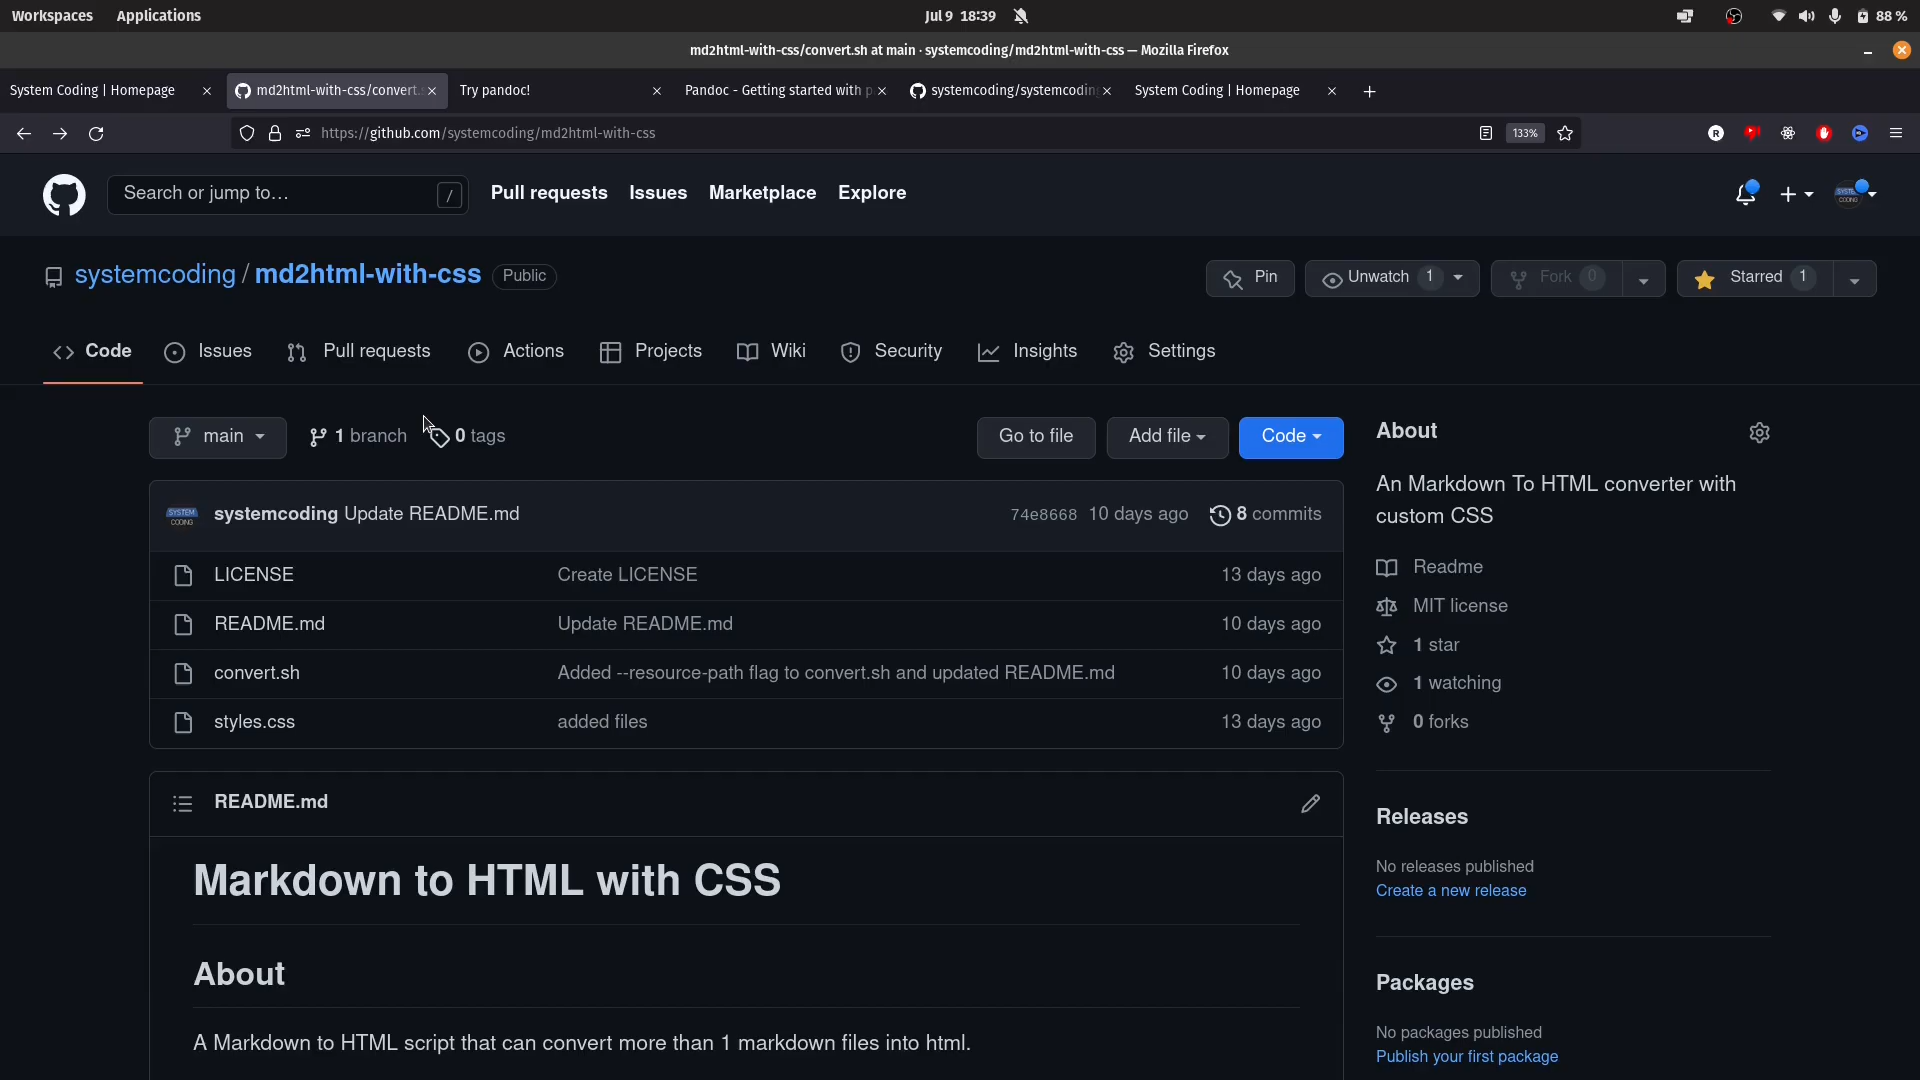 Workspaces Applications Jul 9 18:39 88 %
md2html-with-css/convert.sh at main · systemcoding/md2html-with-css — Mozilla Firefox
System Coding | Homepage md2html-with-css/convert. Try pandoc! Pandoc - Getting started with p systemcoding/systemcodin System Coding | Homepage
https://github.com/systemcoding/md2html-with-css 133%
Search or jump to... / Pull requests Issues Marketplace Explore
systemcoding / md2html-with-css Public Pin Unwatch 1 Fork 0 Starred 1
Code Issues Pull requests Actions Projects Wiki Security Insights Settings
main 1 branch 0 tags Go to file Add file Code
systemcoding Update README.md 74e8668 10 days ago 8 commits
LICENSE Create LICENSE 13 days ago
README.md Update README.md 10 days ago
convert.sh Added --resource-path flag to convert.sh and updated README.md 10 days ago
styles.css added files 13 days ago
README.md
Markdown to HTML with CSS
About
A Markdown to HTML script that can convert more than 1 markdown files into html.
About
An Markdown To HTML converter with
custom CSS
Readme
MIT license
1 star
1 watching
0 forks
Releases
No releases published
Create a new release
Packages
No packages published
Publish your first package